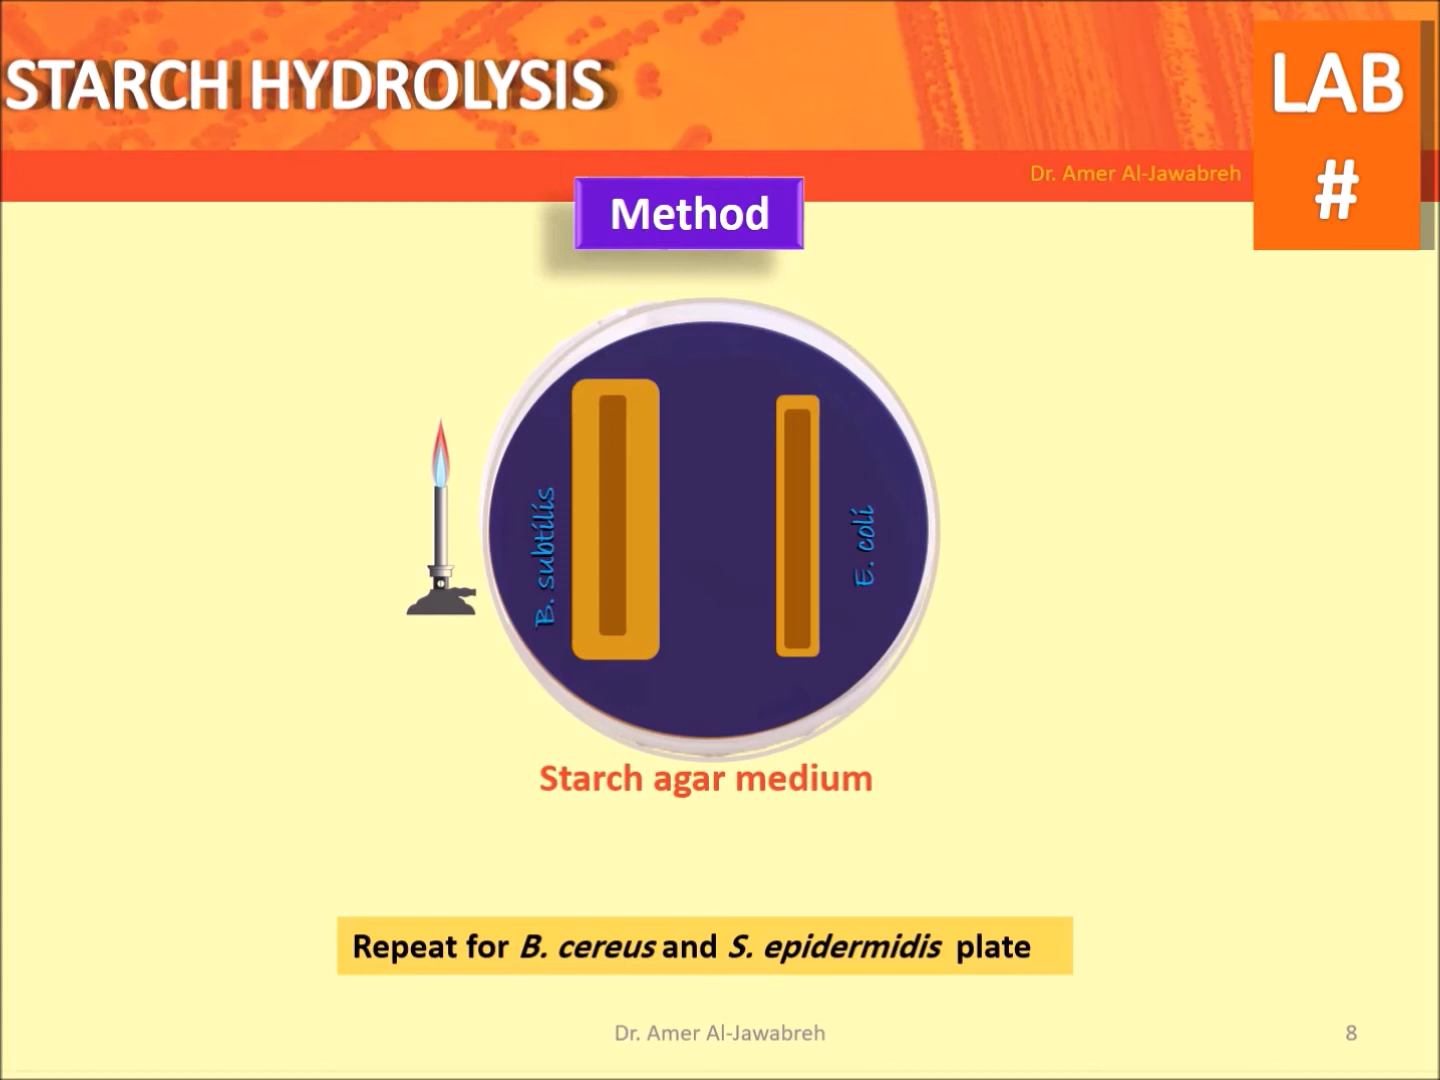 STARCH HYDROLYSIS
LAB
#
Dr. Amer Al-Jawabreh
Method
B. subtilis
E. coli
Starch agar medium
Repeat for B. cereus and S. epidermidis plate
Dr. Amer Al-Jawabreh
8